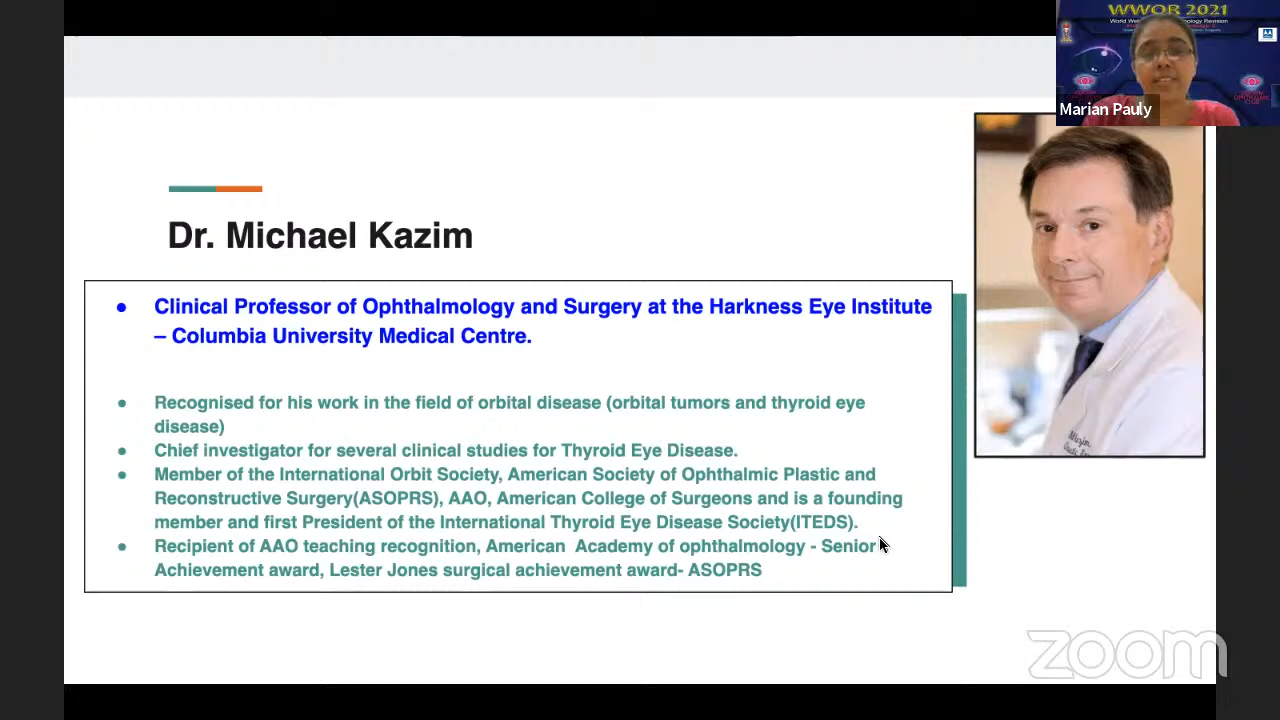 WWOR 2021
Marian Pauly
Dr. Michael Kazim
● Clinical Professor of Ophthalmology and Surgery at the Harkness Eye Institute
– Columbia University Medical Centre.
● Recognised for his work in the field of orbital disease (orbital tumors and thyroid eye
disease)
● Chief investigator for several clinical studies for Thyroid Eye Disease.
● Member of the International Orbit Society, American Society of Ophthalmic Plastic and
Reconstructive Surgery(ASOPRS), AAO, American College of Surgeons and is a founding
member and first President of the International Thyroid Eye Disease Society(ITEDS).
● Recipient of AAO teaching recognition, American  Academy of ophthalmology - Senior
Achievement award, Lester Jones surgical achievement award- ASOPRS
zoom